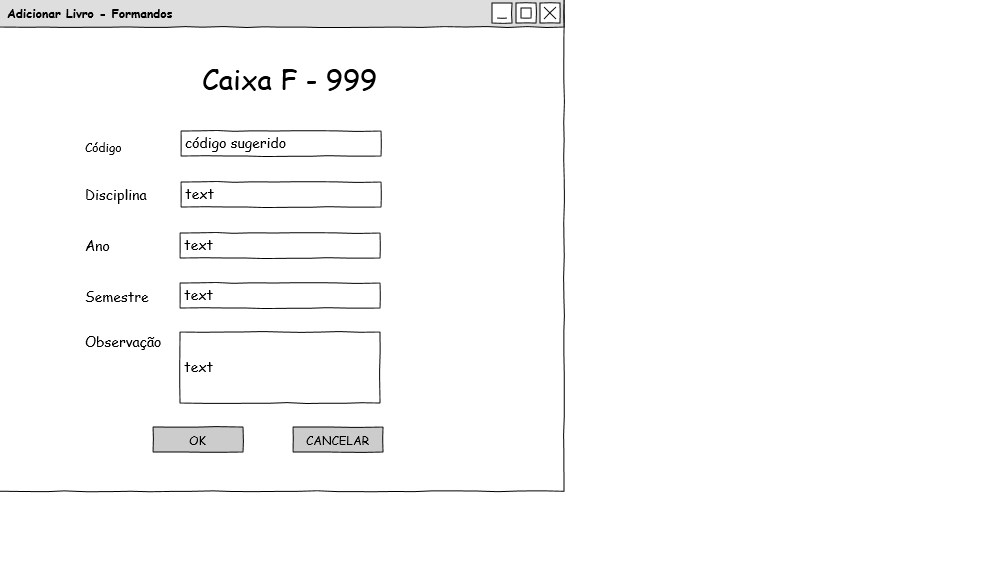 Adicionar Livro - Formandos
Caixa F - 999
Código
código sugerido
Disciplina
text
Ano
text
Semestre
text
Observação
text
OK
CANCELAR